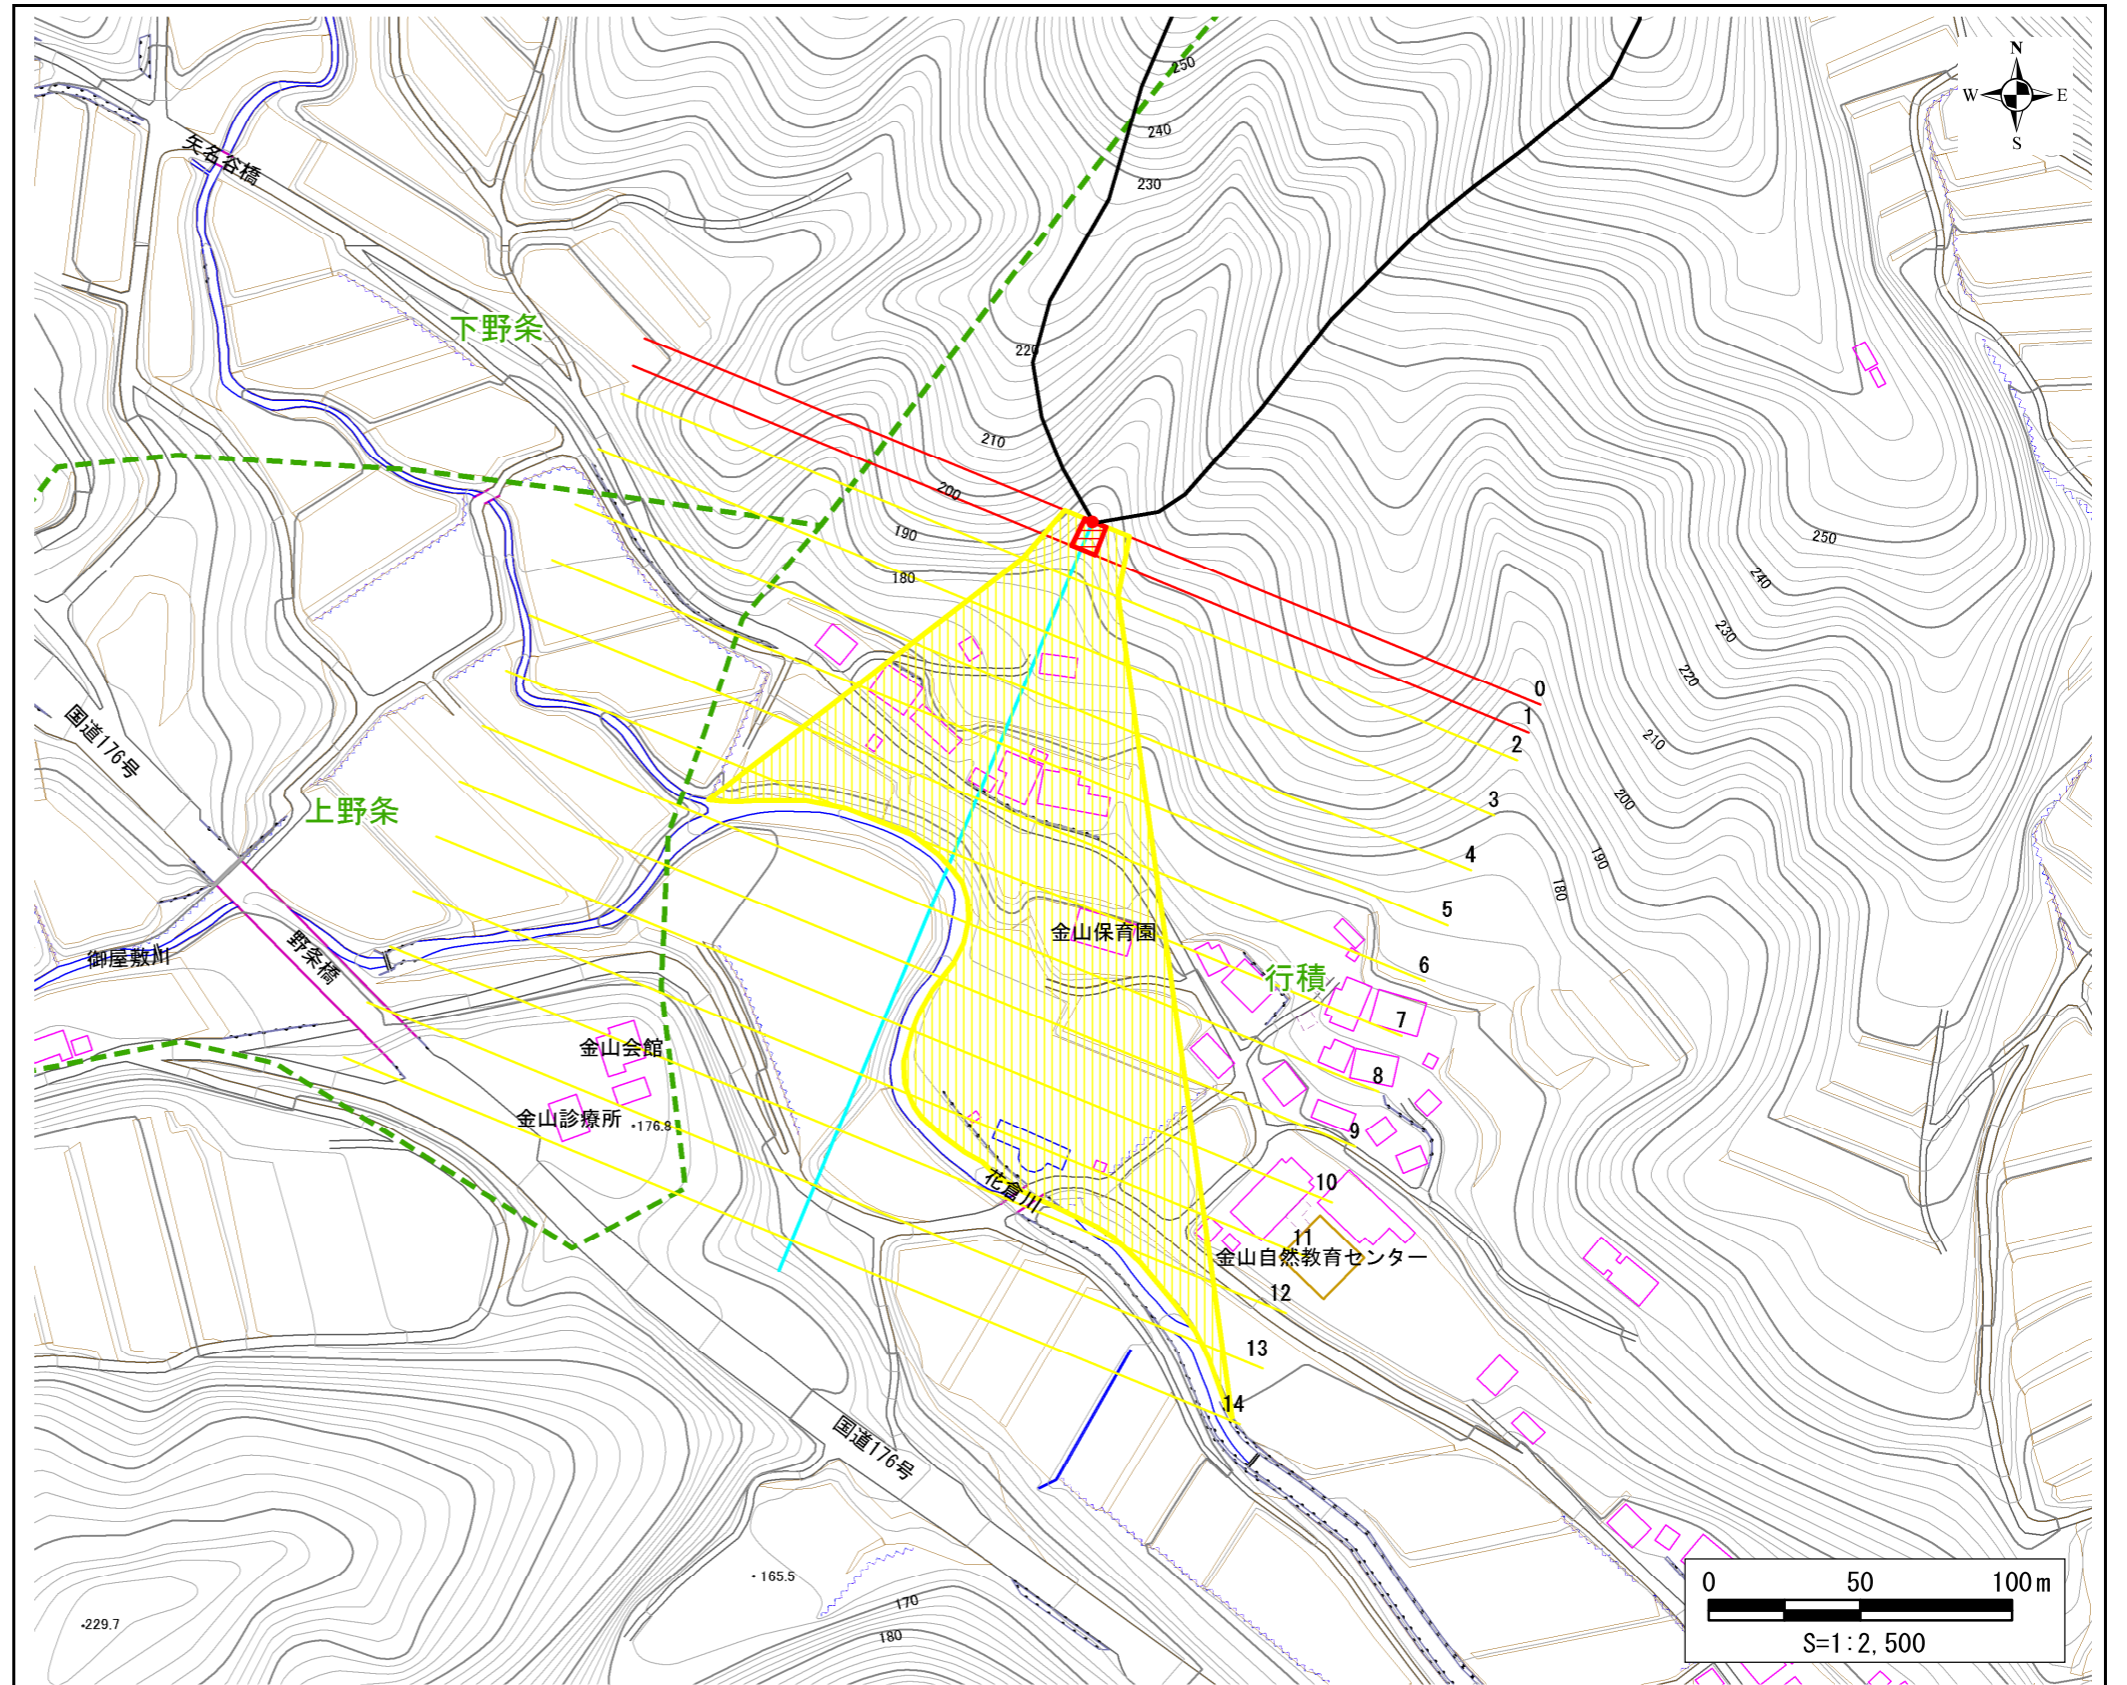 N
W E
S
250
240
230
220
210
200
190
180
矢名谷橋
下野条
国道176号
上野条
御屋敷川
野条橋
金山会館
金山診療所
176.8
金山保育園
行積
花倉川
金山自然教育センター
国道176号
0
1
2
3
4
5
6
7
8
9
10
11
12
13
14
250
240
230
220
210
200
190
180
165.5
170
180
229.7
0 50 100m
S=1:2,500